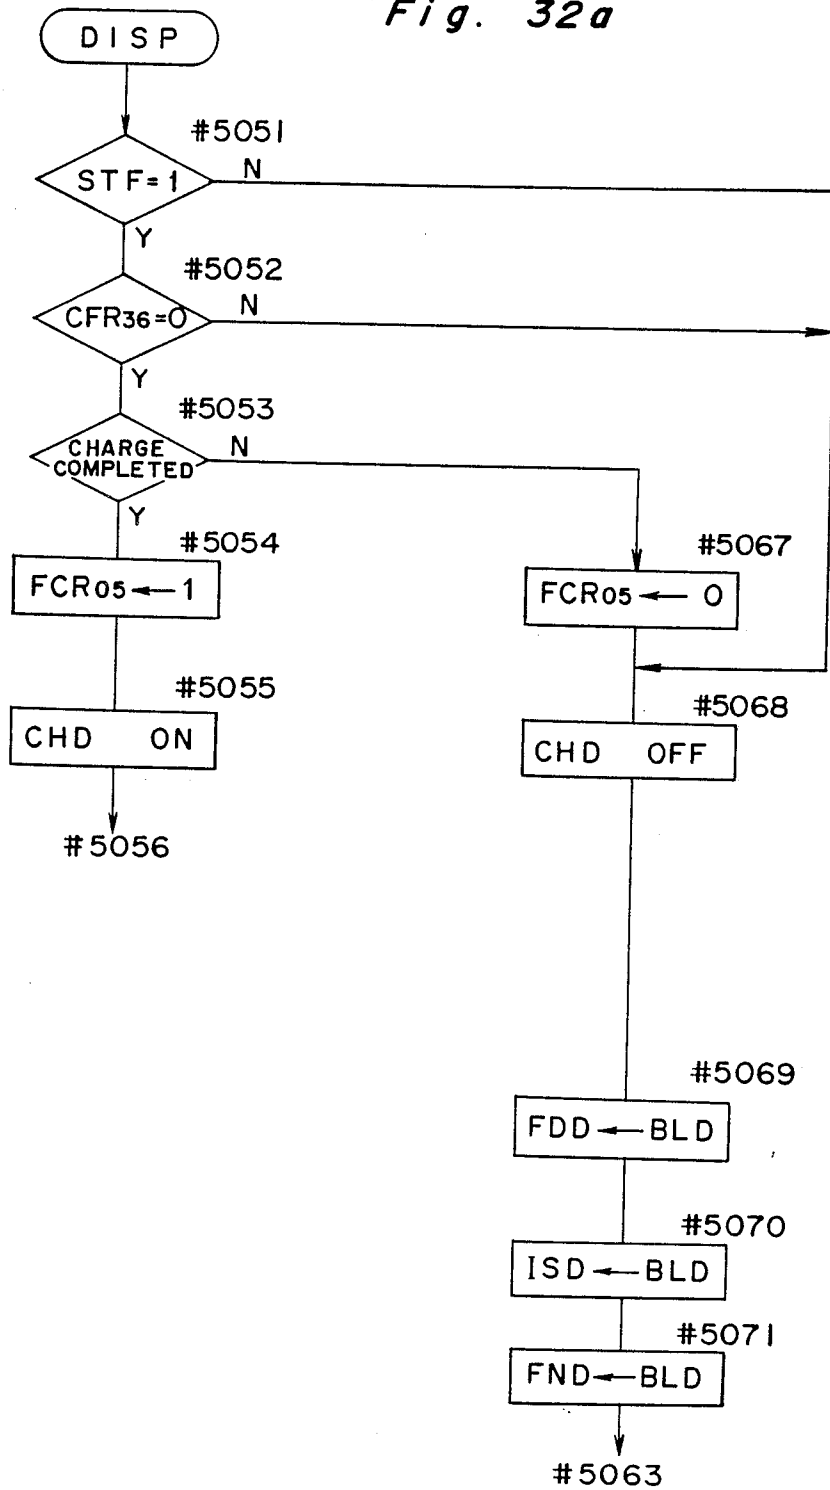 Fig. 32a
DISP
#5051
STF=1
N
Y
#5052
CFR36=0
N
Y
#5053
CHARGE
COMPLETED
N
Y
#5054
FCR05←1
#5055
CHD ON
#5056
#5067
FCR05←0
#5068
CHD OFF
#5069
FDD←BLD
#5070
ISD←BLD
#5071
FND←BLD
#5063